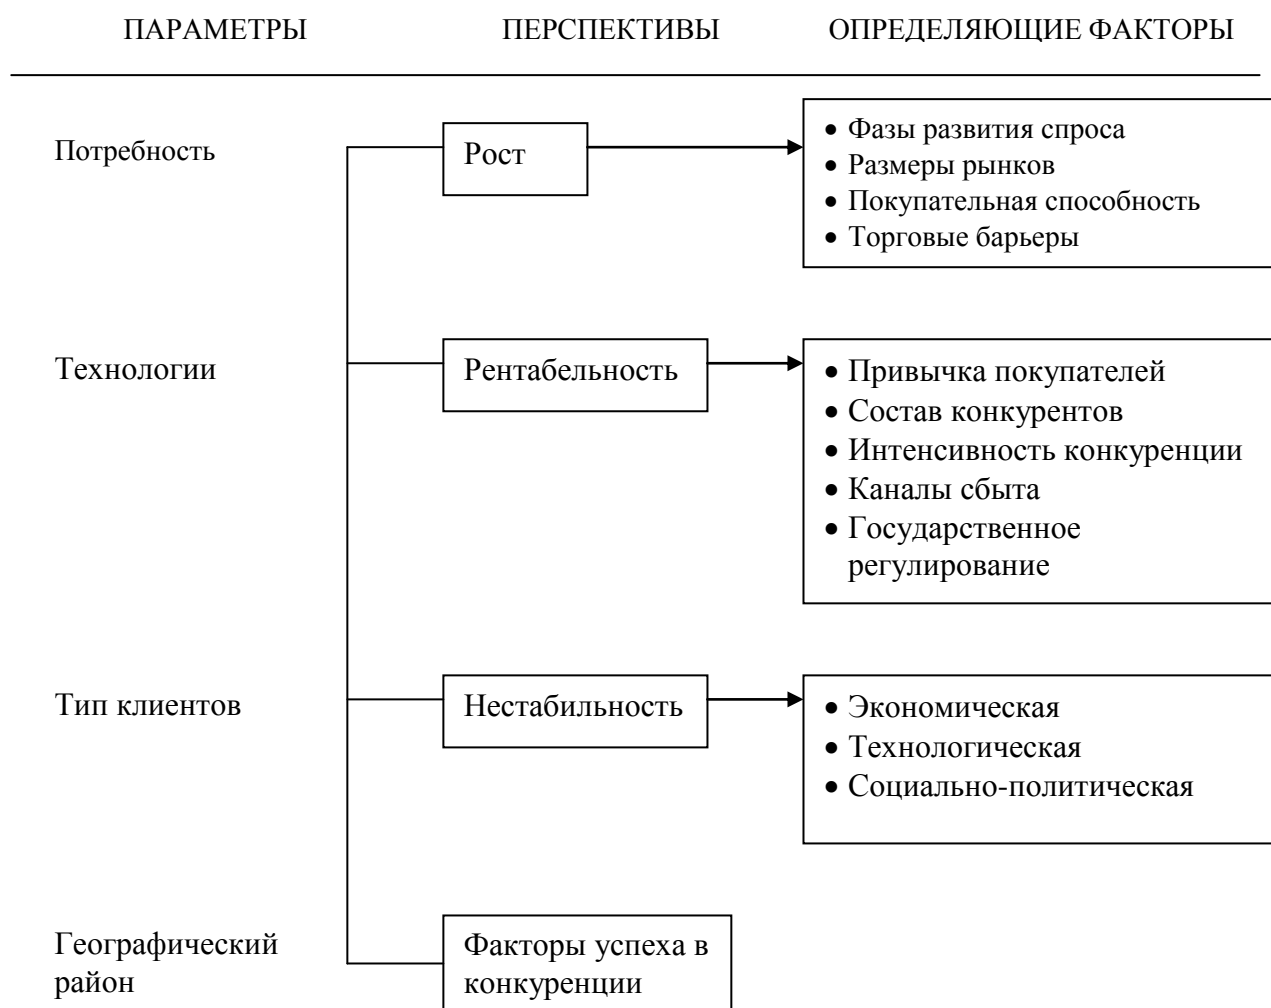 ПАРАМЕТРЫ ПЕРСПЕКТИВЫ ОПРЕДЕЛЯЮЩИЕ ФАКТОРЫ
Потребность
Рост
• Фазы развития спроса
• Размеры рынков
• Покупательная способность
• Торговые барьеры
Технологии
Рентабельность
• Привычка покупателей
• Состав конкурентов
• Интенсивность конкуренции
• Каналы сбыта
• Государственное
регулирование
Тип клиентов
Нестабильность
• Экономическая
• Технологическая
• Социально-политическая
Географический
район
Факторы успеха в
конкуренции